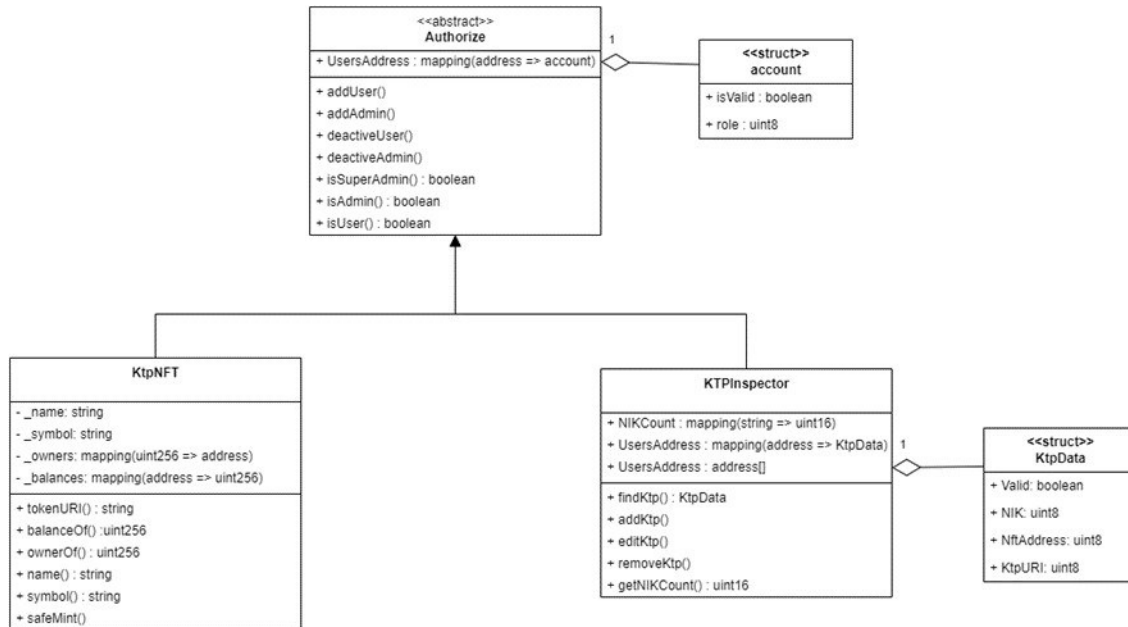 <<abstract>>
Authorize
+ UsersAddress : mapping(address => account)
+ addUser()
+ addAdmin()
+ deactiveUser()
+ deactiveAdmin()
+ isSuperAdmin() : boolean
+ isAdmin() : boolean
+ isUser() : boolean
1
<<struct>>
account
+ isValid : boolean
+ role : uint8
KtpNFT
- _name: string
- _symbol: string
- _owners: mapping(uint256 => address)
- _balances: mapping(address => uint256)
+ tokenURI() : string
+ balanceOf() :uint256
+ ownerOf() : uint256
+ name() : string
+ symbol() : string
+ safeMint()
KTPInspector
+ NIKCount : mapping(string => uint16)
+ UsersAddress : mapping(address => KtpData)
+ UsersAddress : address[]
+ findKtp() : KtpData
+ addKtp()
+ editKtp()
+ removeKtp()
+ getNIKCount() : uint16
1
<<struct>>
KtpData
+ Valid: boolean
+ NIK: uint8
+ NftAddress: uint8
+ KtpURI: uint8